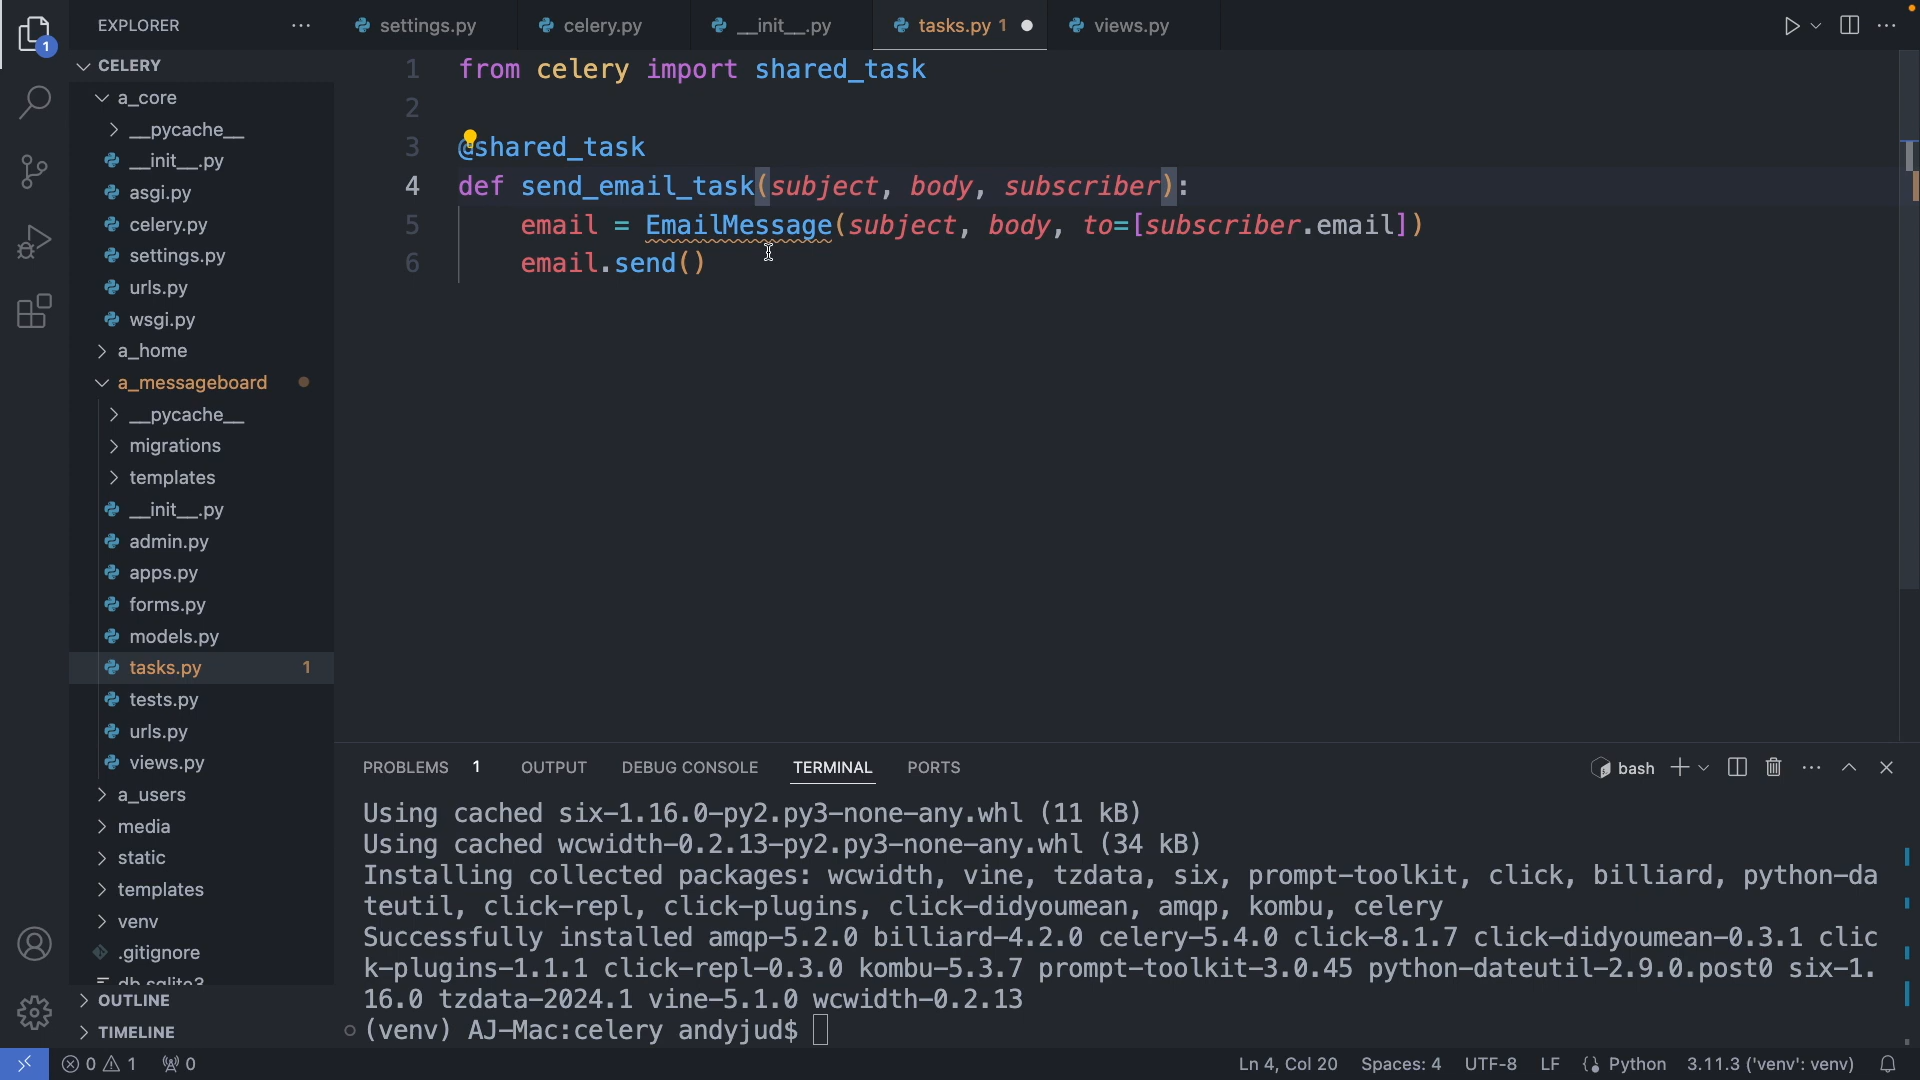 EXPLORER
settings.py
celery.py
__init__.py
tasks.py 1
views.py
CELERY
a_core
__pycache__
__init__.py
asgi.py
celery.py
settings.py
urls.py
wsgi.py
a_home
a_messageboard
__pycache__
migrations
templates
__init__.py
admin.py
apps.py
forms.py
models.py
tasks.py 1
tests.py
urls.py
views.py
a_users
media
static
templates
venv
.gitignore
db.sqlite3
OUTLINE
TIMELINE
1 from celery import shared_task
2
3 @shared_task
4 def send_email_task(subject, body, subscriber):
5 email = EmailMessage(subject, body, to=[subscriber.email])
6 email.send()
PROBLEMS 1 OUTPUT DEBUG CONSOLE TERMINAL PORTS
bash
Using cached six-1.16.0-py2.py3-none-any.whl (11 kB)
Using cached wcwidth-0.2.13-py2.py3-none-any.whl (34 kB)
Installing collected packages: wcwidth, vine, tzdata, six, prompt-toolkit, click, billiard, python-da
teutil, click-repl, click-plugins, click-didyoumean, amqp, kombu, celery
Successfully installed amqp-5.2.0 billiard-4.2.0 celery-5.4.0 click-8.1.7 click-didyoumean-0.3.1 clic
k-plugins-1.1.1 click-repl-0.3.0 kombu-5.3.7 prompt-toolkit-3.0.45 python-dateutil-2.9.0.post0 six-1.
16.0 tzdata-2024.1 vine-5.1.0 wcwidth-0.2.13
(venv) AJ-Mac:celery andyjud$
0 1 0 Ln 4, Col 20 Spaces: 4 UTF-8 LF Python 3.11.3 ('venv': venv)
1